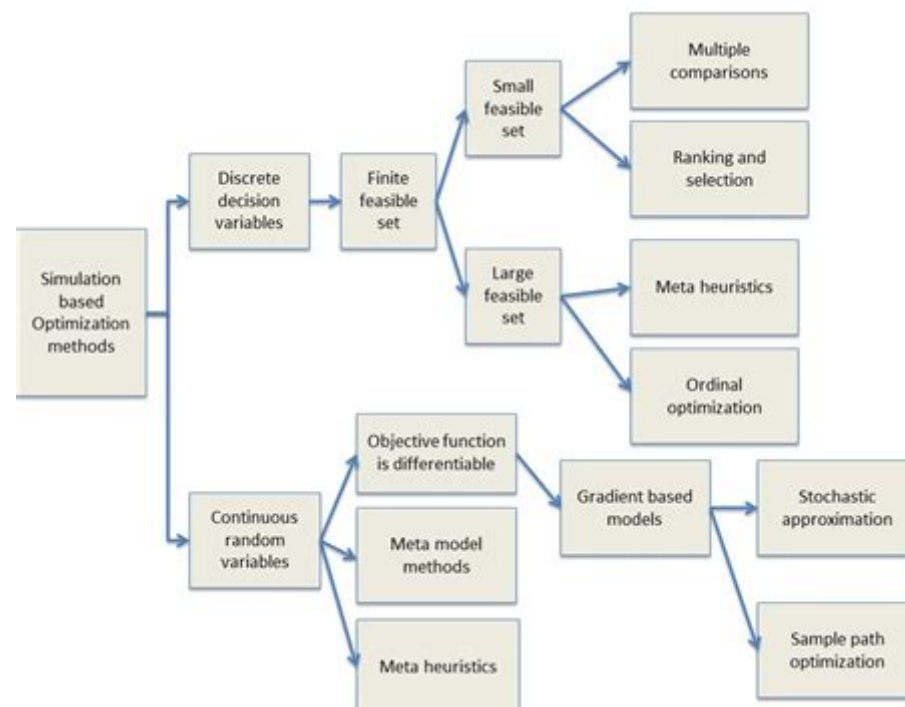 Simulation
based
Optimization
methods
Discrete
decision
variables
Finite
feasible
set
Small
feasible
set
Multiple
comparisons
Ranking and
selection
Large
feasible
set
Meta heuristics
Ordinal
optimization
Continuous
random
variables
Objective function
is differentiable
Gradient based
models
Stochastic
approximation
Sample path
optimization
Meta model
methods
Meta heuristics